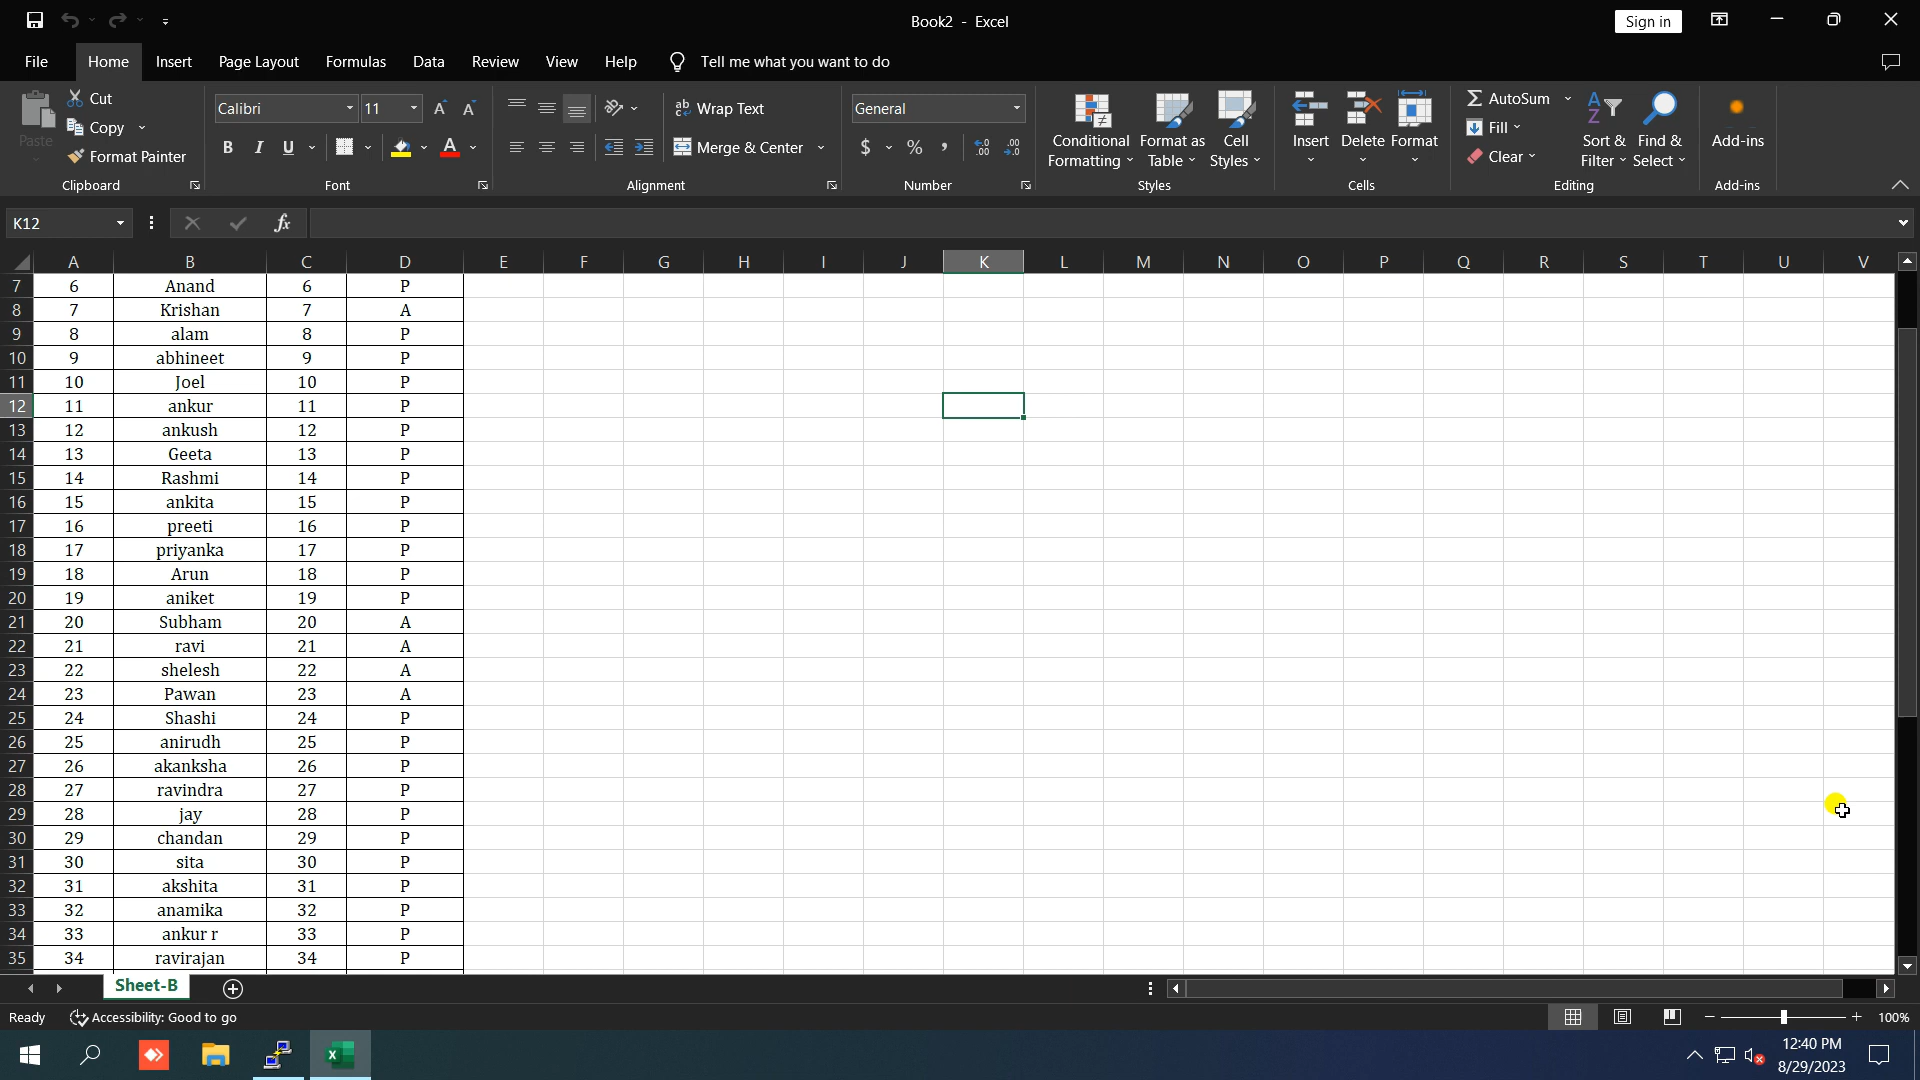 Book2 - Excel
Sign in
File Home Insert Page Layout Formulas Data Review View Help Tell me what you want to do
Paste
Cut
Copy
Format Painter
Clipboard
Calibri 11
B I U
Font
Wrap Text
Merge & Center
Alignment
General
$ % ,
Number
Conditional Formatting
Format as Table
Cell Styles
Styles
Insert Delete Format
Cells
AutoSum
Fill
Clear
Sort & Filter
Find & Select
Editing
Add-ins
Add-ins
K12 fx
A B C D E F G H I J K L M N O P Q R S T U V
7 6 Anand 6 P
8 7 Krishan 7 A
9 8 alam 8 P
10 9 abhineet 9 P
11 10 Joel 10 P
12 11 ankur 11 P
13 12 ankush 12 P
14 13 Geeta 13 P
15 14 Rashmi 14 P
16 15 ankita 15 P
17 16 preeti 16 P
18 17 priyanka 17 P
19 18 Arun 18 P
20 19 aniket 19 P
21 20 Subham 20 A
22 21 ravi 21 A
23 22 shelesh 22 A
24 23 Pawan 23 A
25 24 Shashi 24 P
26 25 anirudh 25 P
27 26 akanksha 26 P
28 27 ravindra 27 P
29 28 jay 28 P
30 29 chandan 29 P
31 30 sita 30 P
32 31 akshita 31 P
33 32 anamika 32 P
34 33 ankur r 33 P
35 34 ravirajan 34 P
Sheet-B
Ready Accessibility: Good to go 100%
12:40 PM
8/29/2023